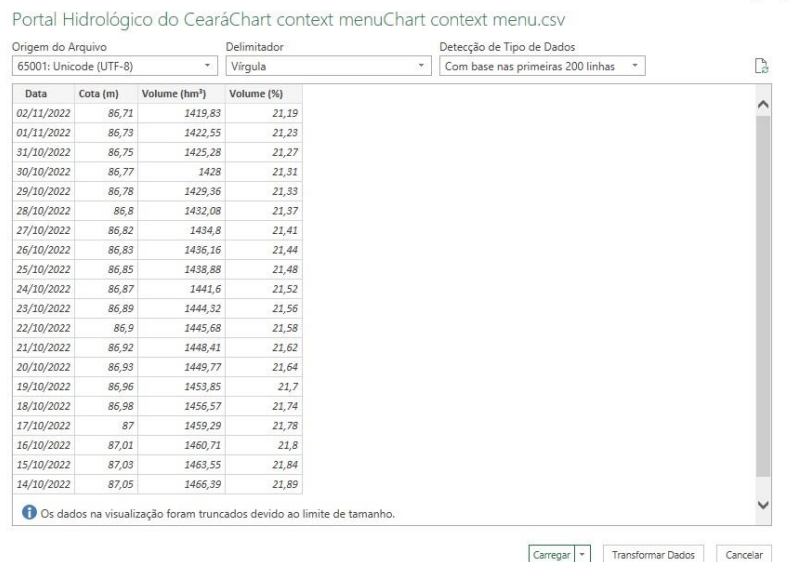 Portal Hidrológico do CearáChart context menuChart context menu.csv
Origem do Arquivo Delimitador Detecção de Tipo de Dados
65001: Unicode (UTF-8) Vírgula Com base nas primeiras 200 linhas
Data Cota (m) Volume (hm³) Volume (%)
02/11/2022 86,71 1419,83 21,19
01/11/2022 86,73 1422,55 21,23
31/10/2022 86,75 1425,28 21,27
30/10/2022 86,77 1428 21,31
29/10/2022 86,78 1429,36 21,33
28/10/2022 86,8 1432,08 21,37
27/10/2022 86,82 1434,8 21,41
26/10/2022 86,83 1436,16 21,44
25/10/2022 86,85 1438,88 21,48
24/10/2022 86,87 1441,6 21,52
23/10/2022 86,89 1444,32 21,56
22/10/2022 86,9 1445,68 21,58
21/10/2022 86,92 1448,41 21,62
20/10/2022 86,93 1449,77 21,64
19/10/2022 86,96 1453,85 21,7
18/10/2022 86,98 1456,57 21,74
17/10/2022 87 1459,29 21,78
16/10/2022 87,01 1460,71 21,8
15/10/2022 87,03 1463,55 21,84
14/10/2022 87,05 1466,39 21,89
Os dados na visualização foram truncados devido ao limite de tamanho.
Carregar Transformar Dados Cancelar